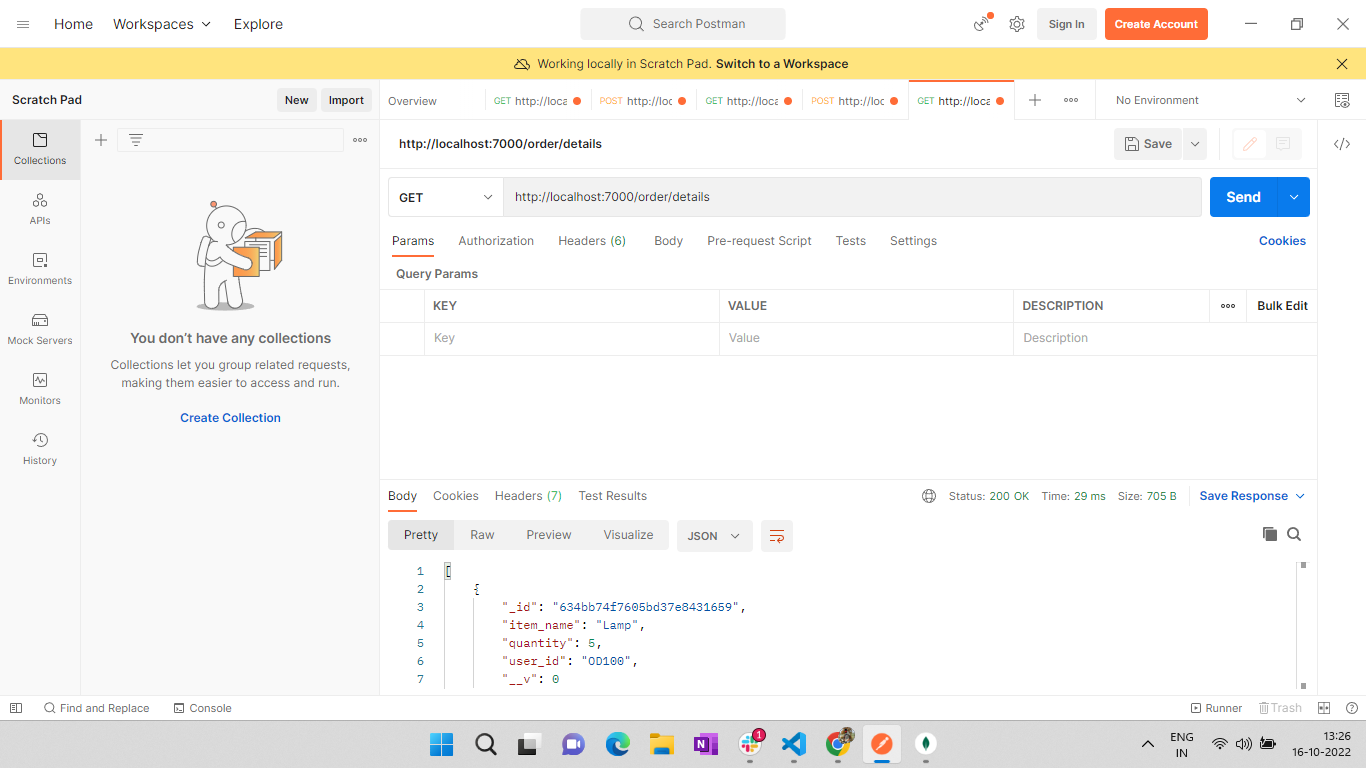 Home Workspaces Explore Search Postman Sign In Create Account
Working locally in Scratch Pad. Switch to a Workspace
Scratch Pad New Import Overview GET http://loca POST http://loc GET http://loca POST http://loc GET http://loca No Environment
Collections
APIs
Environments
Mock Servers
Monitors
History
You don't have any collections
Collections let you group related requests,
making them easier to access and run.
Create Collection
http://localhost:7000/order/details Save
GET http://localhost:7000/order/details Send
Params Authorization Headers (6) Body Pre-request Script Tests Settings Cookies
Query Params
KEY VALUE DESCRIPTION Bulk Edit
Key Value Description
Body Cookies Headers (7) Test Results Status: 200 OK Time: 29 ms Size: 705 B Save Response
Pretty Raw Preview Visualize JSON
1 [
2 {
3 "_id": "634bb74f7605bd37e8431659",
4 "item_name": "Lamp",
5 "quantity": 5,
6 "user_id": "OD100",
7 "__v": 0
Find and Replace Console Runner Trash
1
ENG
IN
13:26
16-10-2022